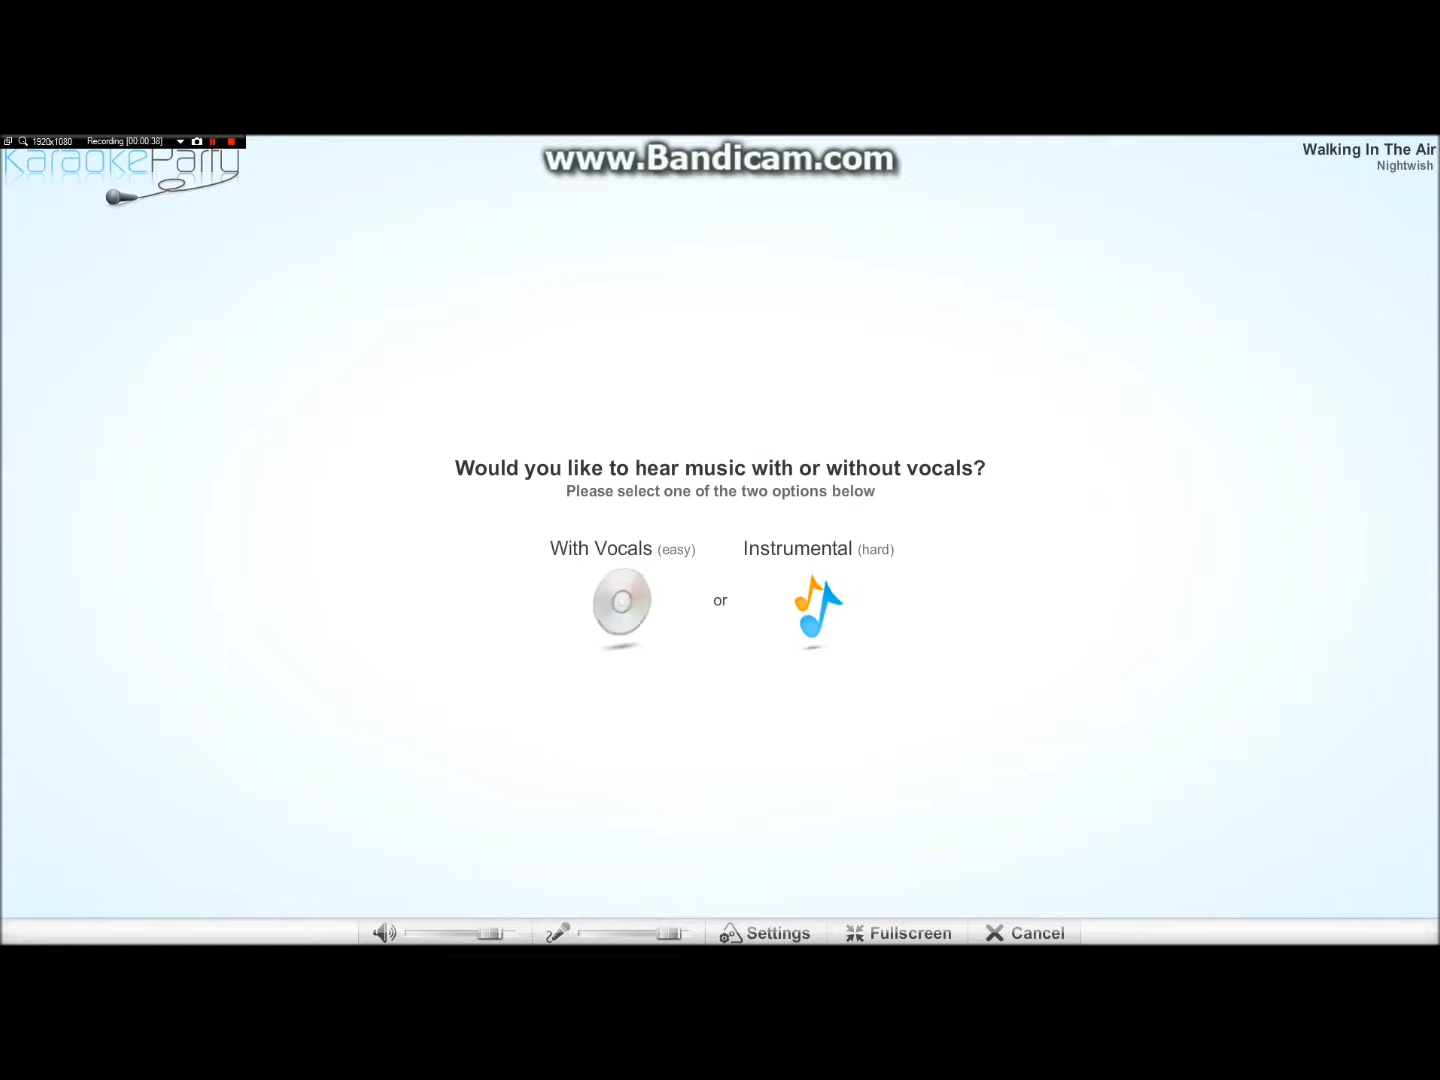 1920x1080 Recording [00:00:38]
KaraokeParty
www.Bandicam.com
Walking In The Air
Nightwish
Would you like to hear music with or without vocals?
Please select one of the two options below
With Vocals (easy) Instrumental (hard)
or
Settings Fullscreen Cancel